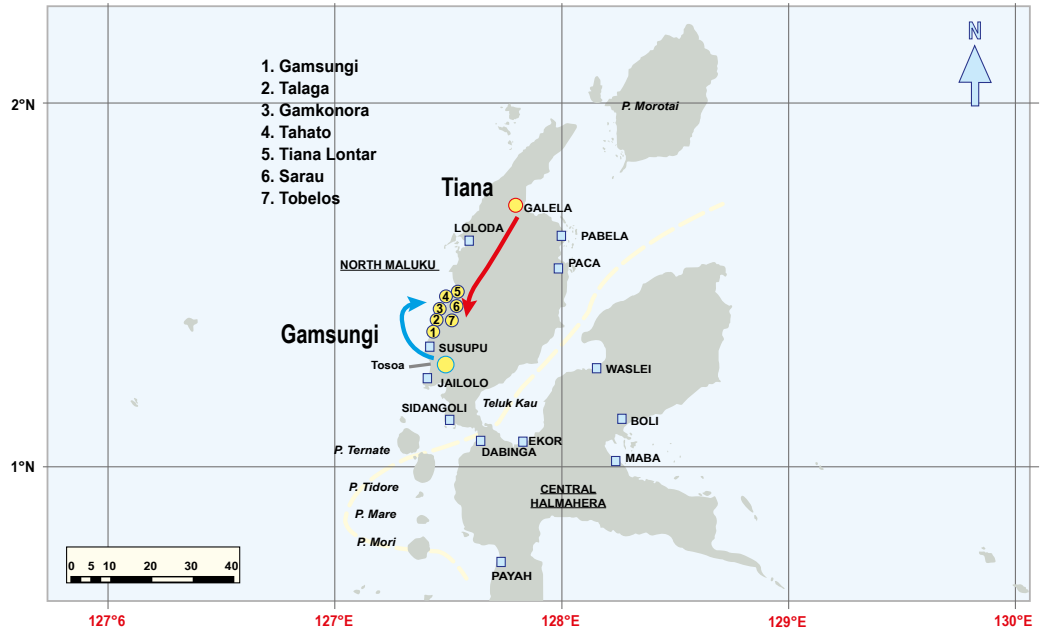 N
1. Gamsungi
2. Talaga
3. Gamkonora
4. Tahato
5. Tiana Lontar
6. Sarau
7. Tobelos
2°N
P. Morotai
Tiana
GALELA
LOLODA
PABELA
NORTH MALUKU
PACA
5
4
6
3
2
7
1
Gamsungi
SUSUPU
Tosoa
WASLEI
JAILOLO
Teluk Kau
SIDANGOLI
BOLI
EKOR
P. Ternate
DABINGA
MABA
1°N
P. Tidore
CENTRAL
HALMAHERA
P. Mare
P. Mori
0 5 10 20 30 40
PAYAH
127°6
127°E
128°E
129°E
130°E